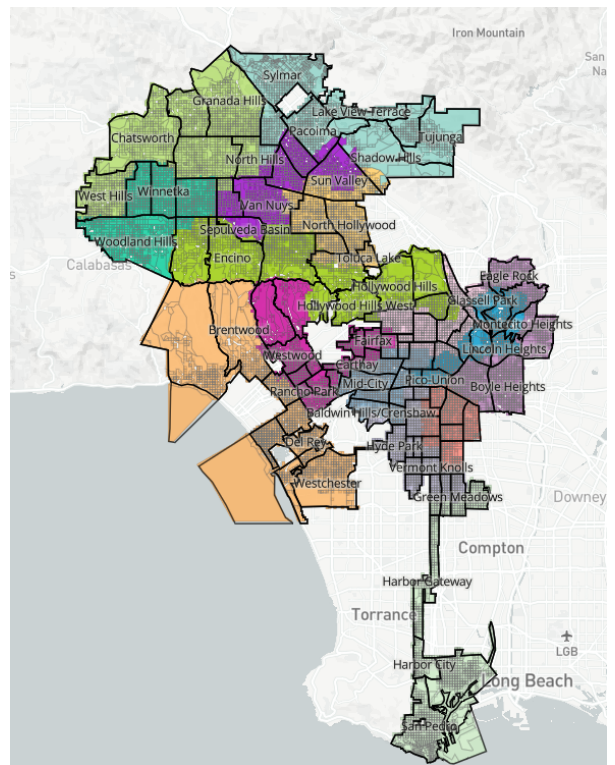 Iron Mountain
Sylmar
San
Na
Granada Hills
Lake View Terrace
Pacoima
Chatsworth
Tujunga
North Hills
Shadow Hills
Sun Valley
West Hills
Winnetka
Van Nuys
North Hollywood
Sepulveda Basin
Woodland Hills
Encino
Toluca Lake
s
Calabasas
Eagle Rock
Hollywood Hills
Glassell Park
Hollywood Hills West
Montecito Heights
Brentwood
Fairfax
Lincoln Heights
Westwood
Carthay
Mid-City
Pico-Union
Boyle Heights
Rancho Park
Baldwin Hills/Crenshaw
Del Rey
Hyde Park
Vermont Knolls
Westchester
Green Meadows
Downey
Compton
Harbor Gateway
Torrance
LGB
Harbor City
Long Beach
San Pedro